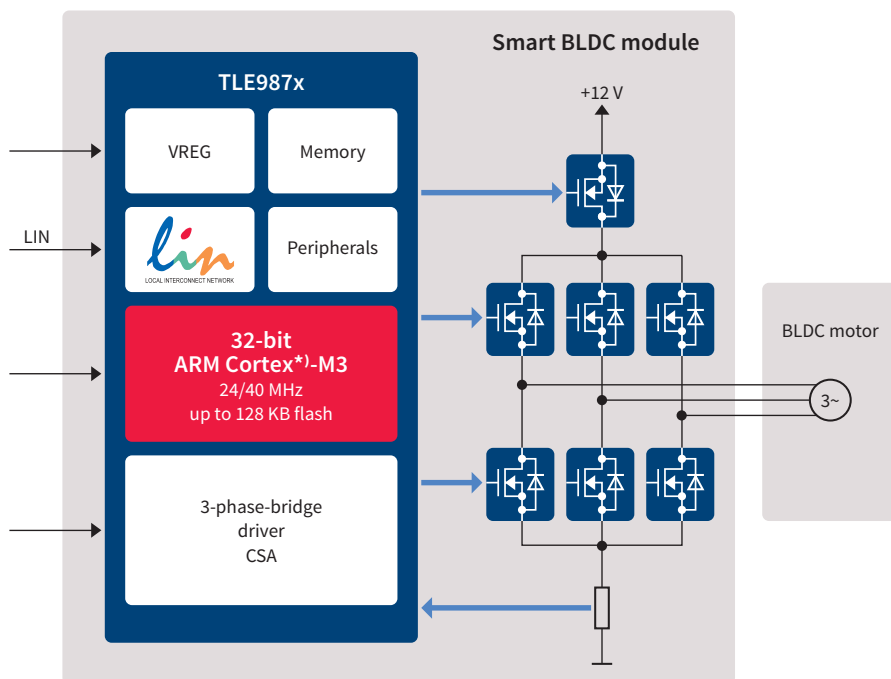 Smart BLDC module
TLE987x
+12 V
VREG
Memory
LIN
lin
LOCAL INTERCONNECT NETWORK
Peripherals
32-bit
ARM Cortex*)-M3
24/40 MHz
up to 128 KB flash
BLDC motor
3~
3-phase-bridge
driver
CSA